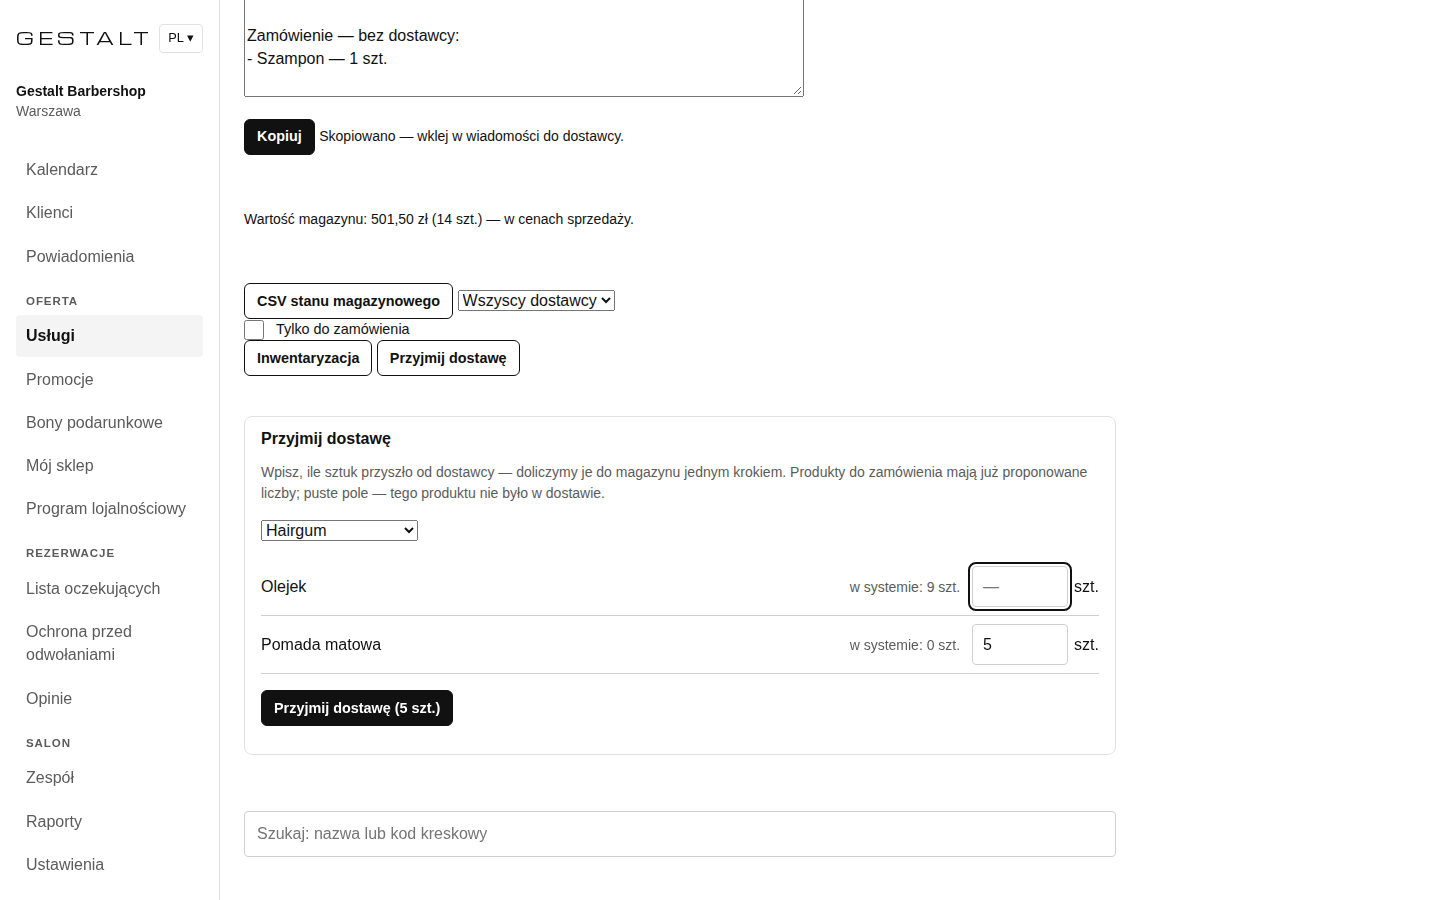 GESTALT
PL ▾
Gestalt Barbershop
Warszawa
Kalendarz
Klienci
Powiadomienia
OFERTA
Usługi
Promocje
Bony podarunkowe
Mój sklep
Program lojalnościowy
REZERWACJE
Lista oczekujących
Ochrona przed
odwołaniami
Opinie
SALON
Zespół
Raporty
Ustawienia
Zamówienie — bez dostawcy:
- Szampon — 1 szt.
Kopiuj Skopiowano — wklej w wiadomości do dostawcy.
Wartość magazynu: 501,50 zł (14 szt.) — w cenach sprzedaży.
CSV stanu magazynowego Wszyscy dostawcy
Tylko do zamówienia
Inwentaryzacja Przyjmij dostawę
Przyjmij dostawę
Wpisz, ile sztuk przyszło od dostawcy — doliczymy je do magazynu jednym krokiem. Produkty do zamówienia mają już proponowane
liczby; puste pole — tego produktu nie było w dostawie.
Hairgum
Olejek w systemie: 9 szt. — szt.
Pomada matowa w systemie: 0 szt. 5 szt.
Przyjmij dostawę (5 szt.)
Szukaj: nazwa lub kod kreskowy